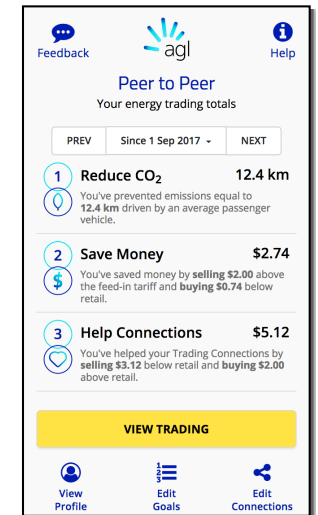 Feedback
agl
Help
Peer to Peer
Your energy trading totals
PREV
Since 1 Sep 2017
NEXT
1
Reduce CO₂
12.4 km
You've prevented emissions equal to
12.4 km driven by an average passenger
vehicle.
2
Save Money
$2.74
$
You've saved money by selling $2.00 above
the feed-in tariff and buying $0.74 below
retail.
3
Help Connections
$5.12
You've helped your Trading Connections by
selling $3.12 below retail and buying $2.00
above retail.
VIEW TRADING
1
2
3
View
Profile
Edit
Goals
Edit
Connections